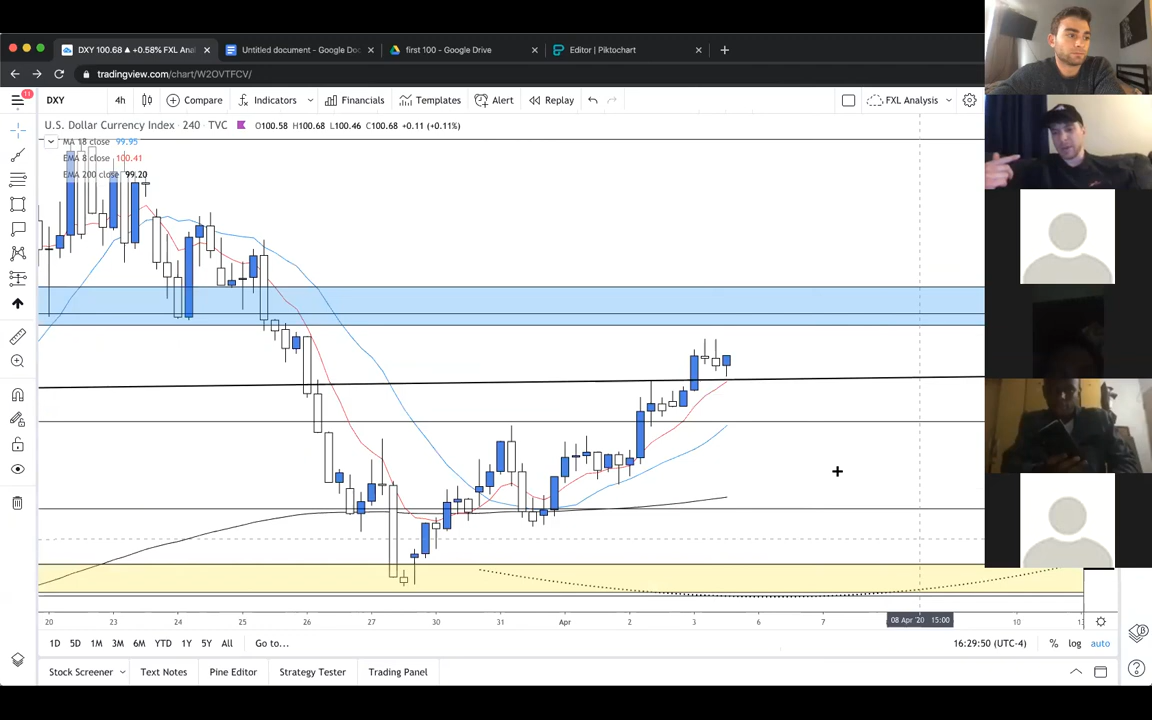 DXY 100.68 ▲ +0.58% FXL Anal
Untitled document - Google Doc
first 100 - Google Drive
Editor | Piktochart
tradingview.com/chart/W2OVTFCV/
11
DXY 4h Compare Indicators Financials Templates Alert Replay FXL Analysis
U.S. Dollar Currency Index · 240 · TVC O100.58 H100.68 L100.46 C100.68 +0.11 (+0.11%)
MA 18 close 99.95
EMA 8 close 100.41
EMA 200 close 99.20
20 23 24 25 26 27 30 31 Apr 2 3 6 7 08 Apr '20 15:00 10
1D 5D 1M 3M 6M YTD 1Y 5Y All Go to... 16:29:50 (UTC-4) % log auto
Stock Screener Text Notes Pine Editor Strategy Tester Trading Panel